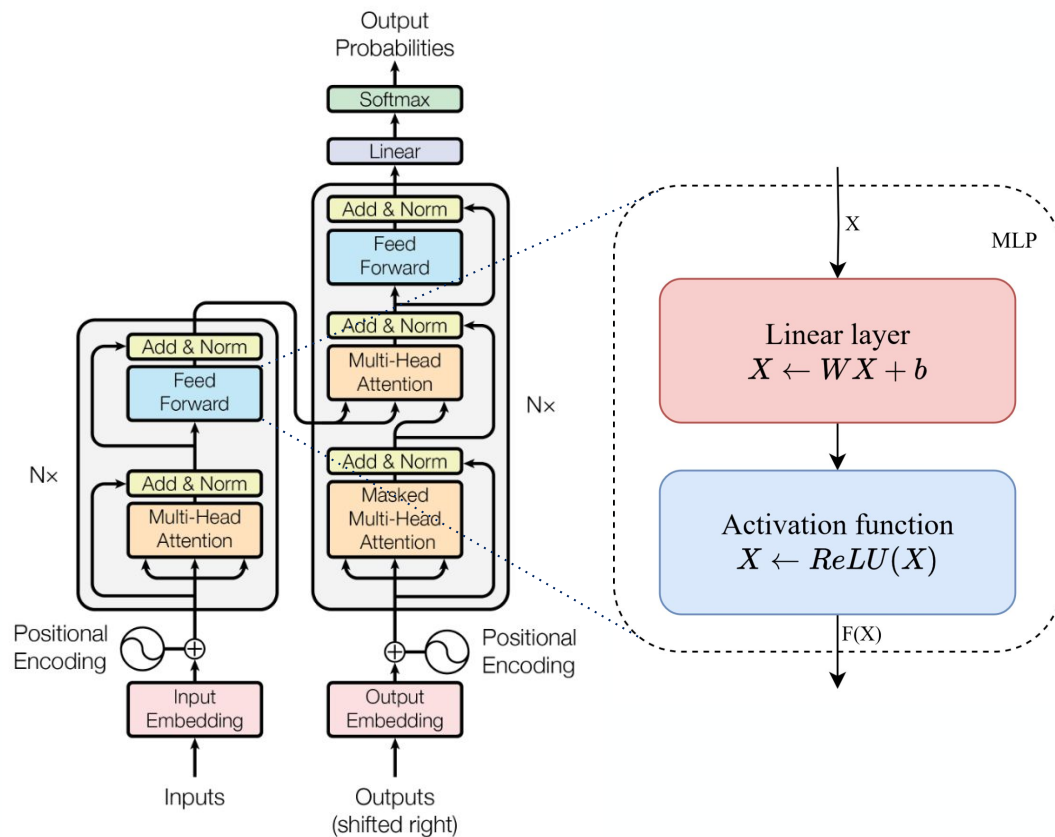 Output
Probabilities
Softmax
Linear
Add & Norm
Feed
Forward
Add & Norm
Multi-Head
Attention
Add & Norm
Masked
Multi-Head
Attention
N×
Add & Norm
Feed
Forward
Add & Norm
Multi-Head
Attention
N×
Positional
Encoding
Positional
Encoding
Input
Embedding
Output
Embedding
Inputs
Outputs
(shifted right)
X
MLP
Linear layer
X ← WX + b
Activation function
X ← ReLU(X)
F(X)